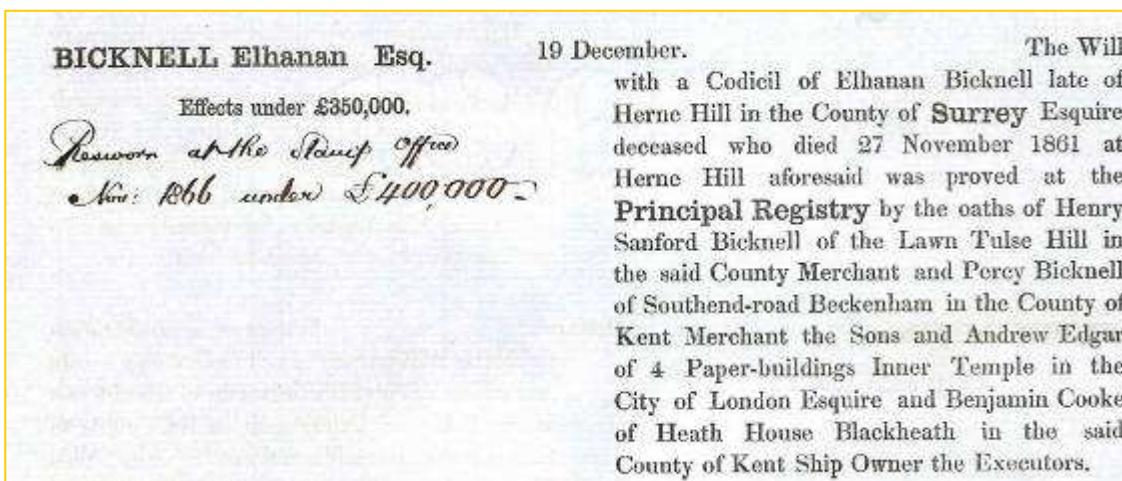 BICKNELL Elhanan Esq.
Effects under £350,000.
Resworn at the Stamp Office
Nov: 1866 under £400,000
19 December. The Will
with a Codicil of Elhanan Bicknell late of
Herne Hill in the County of Surrey Esquire
deceased who died 27 November 1861 at
Herne Hill aforesaid was proved at the
Principal Registry by the oaths of Henry
Sanford Bicknell of the Lawn Tulse Hill in
the said County Merchant and Percy Bicknell
of Southend-road Beckenham in the County of
Kent Merchant the Sons and Andrew Edgar
of 4 Paper-buildings Inner Temple in the
City of London Esquire and Benjamin Cooke
of Heath House Blackheath in the said
County of Kent Ship Owner the Executors.